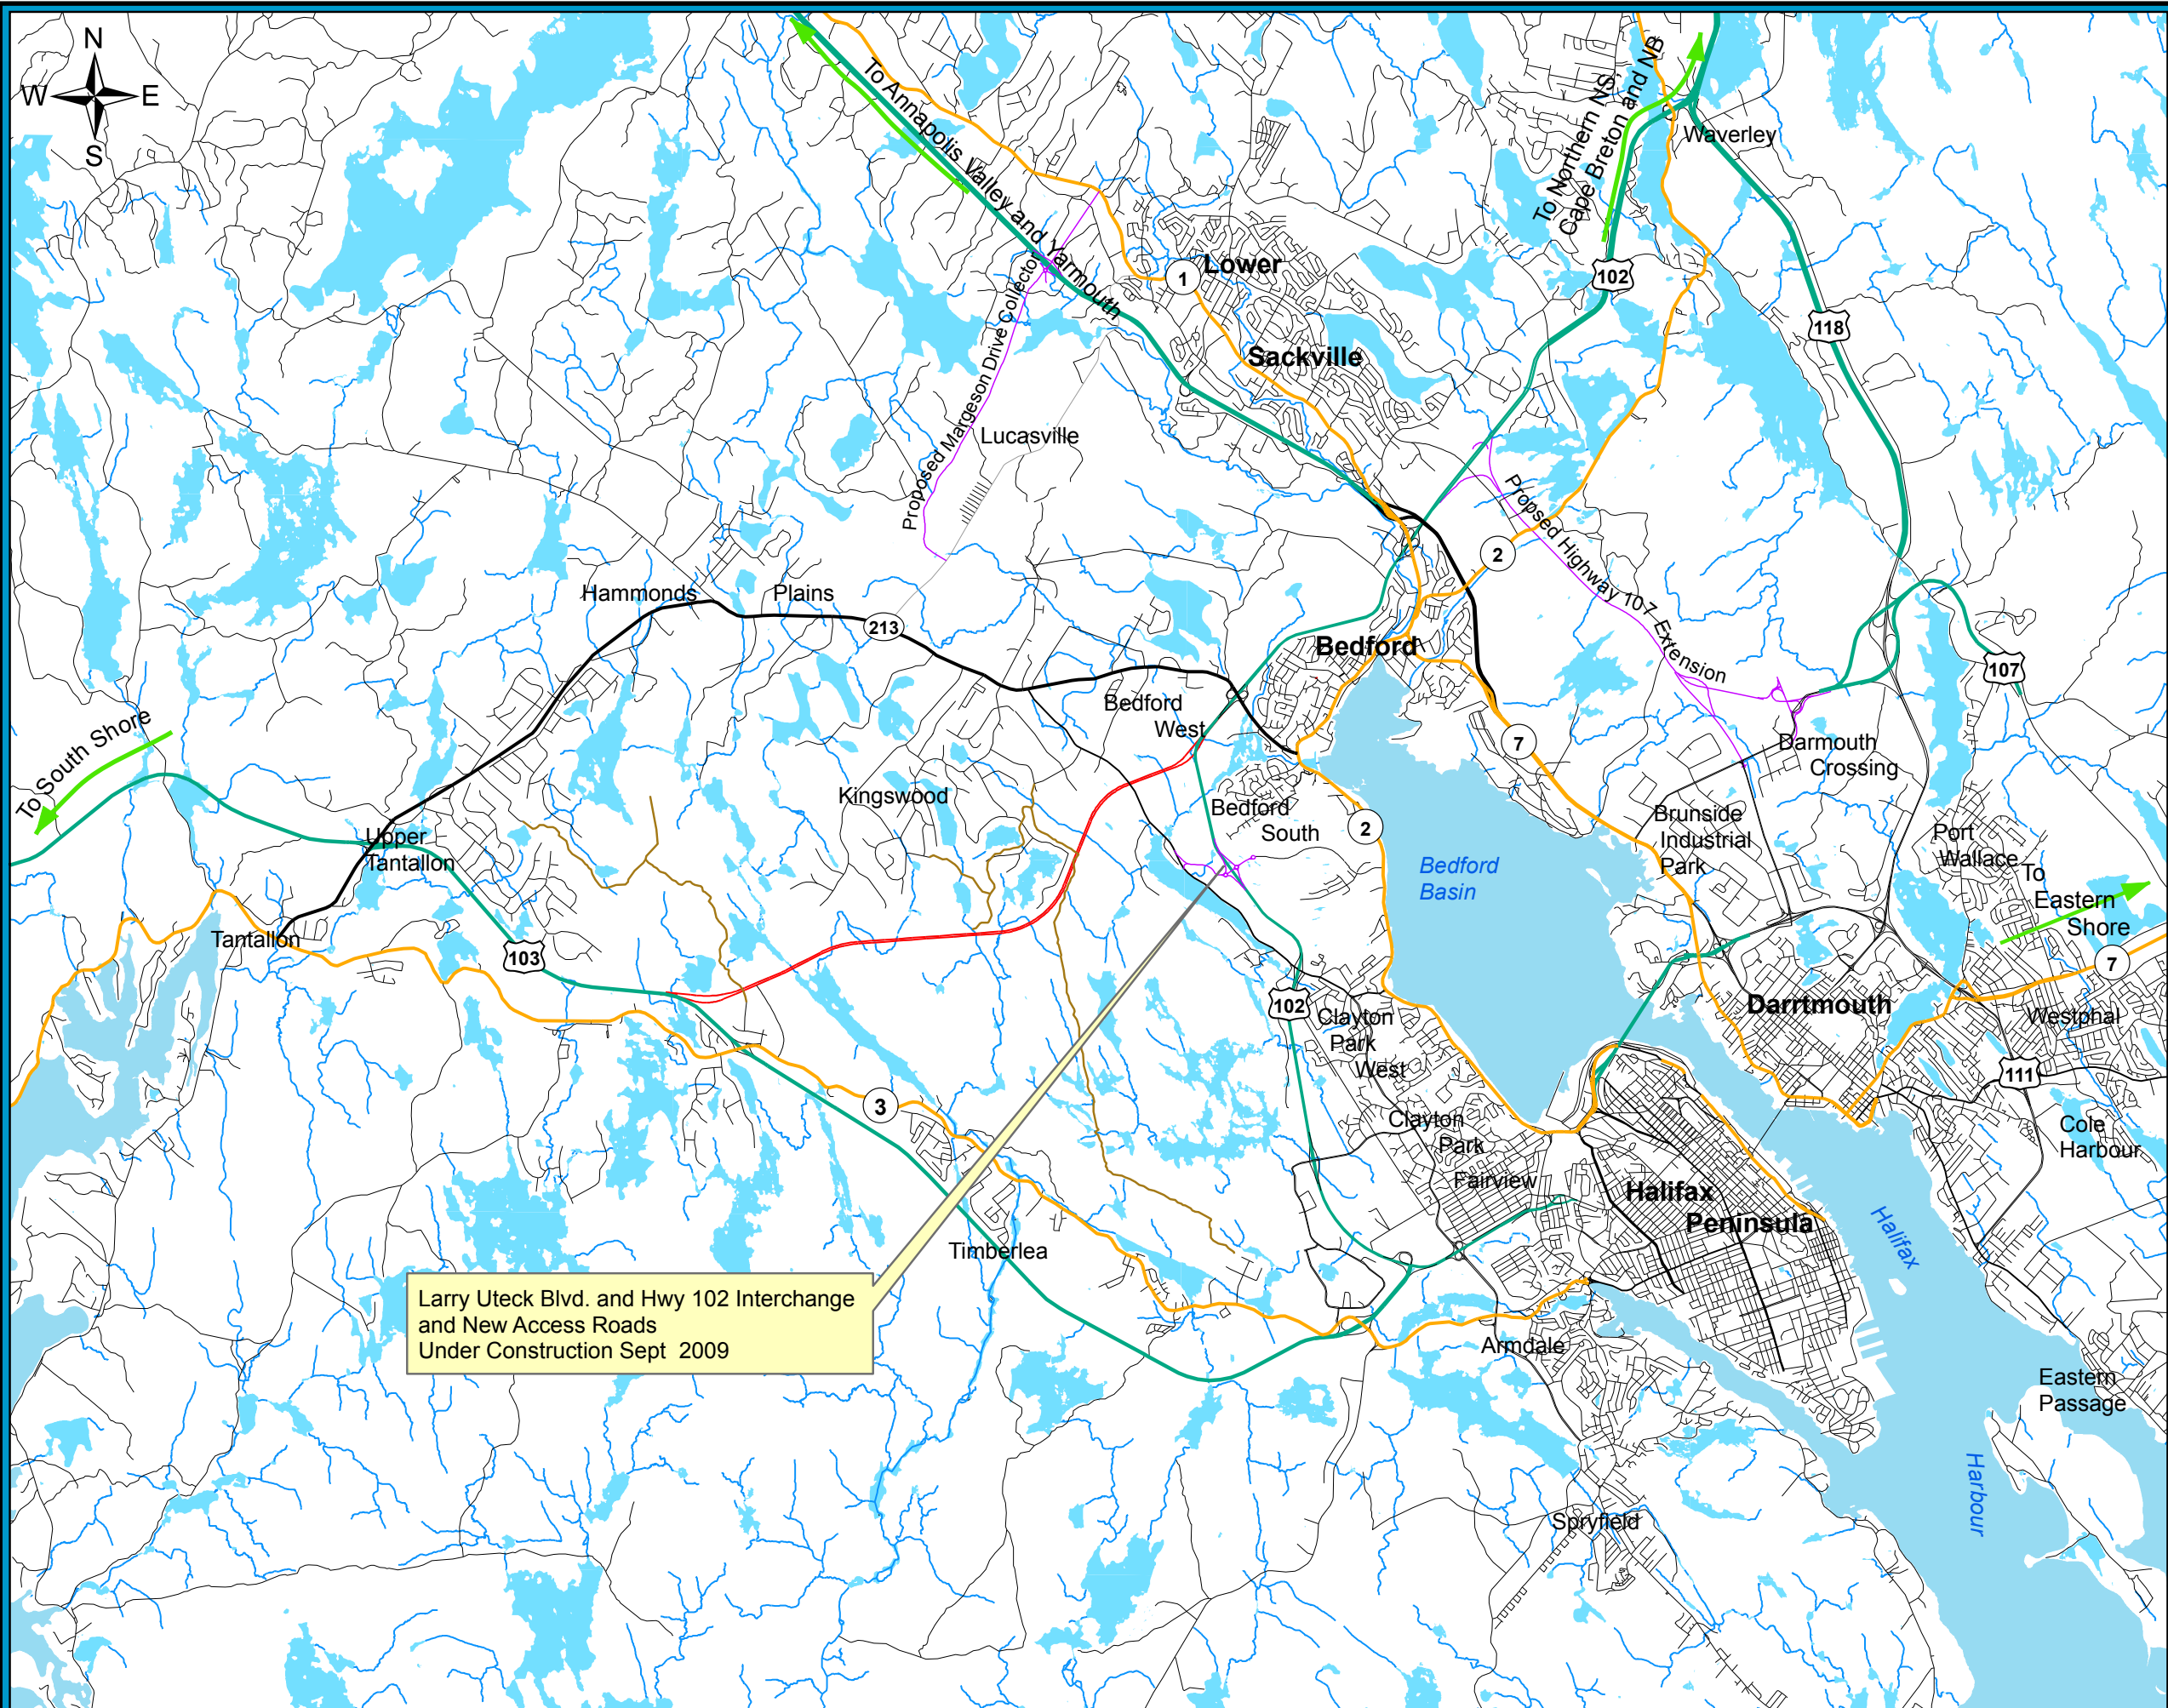 N
W E
S
To Annapolis Valley and Yarmouth
To Northern NS,
Cape Breton and NB
Waverley
102
1
Lower
Sackville
118
Proposed Margeson Drive Collector
Lucasville
Propsed Highway 107 Extension
2
Hammonds Plains
213
Bedford
107
Bedford
West
To South Shore
7
Darmouth
Crossing
Kingswood
Bedford
South
2
Brunside
Industrial
Park
Port
Wallace
Upper
Tantallon
Bedford
Basin
To
Eastern
Shore
Tantallon
103
7
102
Clayton
Park
West
Darrtmouth
Westphal
111
3
Clayton
Park
Cole
Harbour
Fairview
Halifax
Peninsula
Halifax
Timberlea
Larry Uteck Blvd. and Hwy 102 Interchange
and New Access Roads
Under Construction Sept 2009
Armdale
Eastern
Passage
Harbour
Spryfield